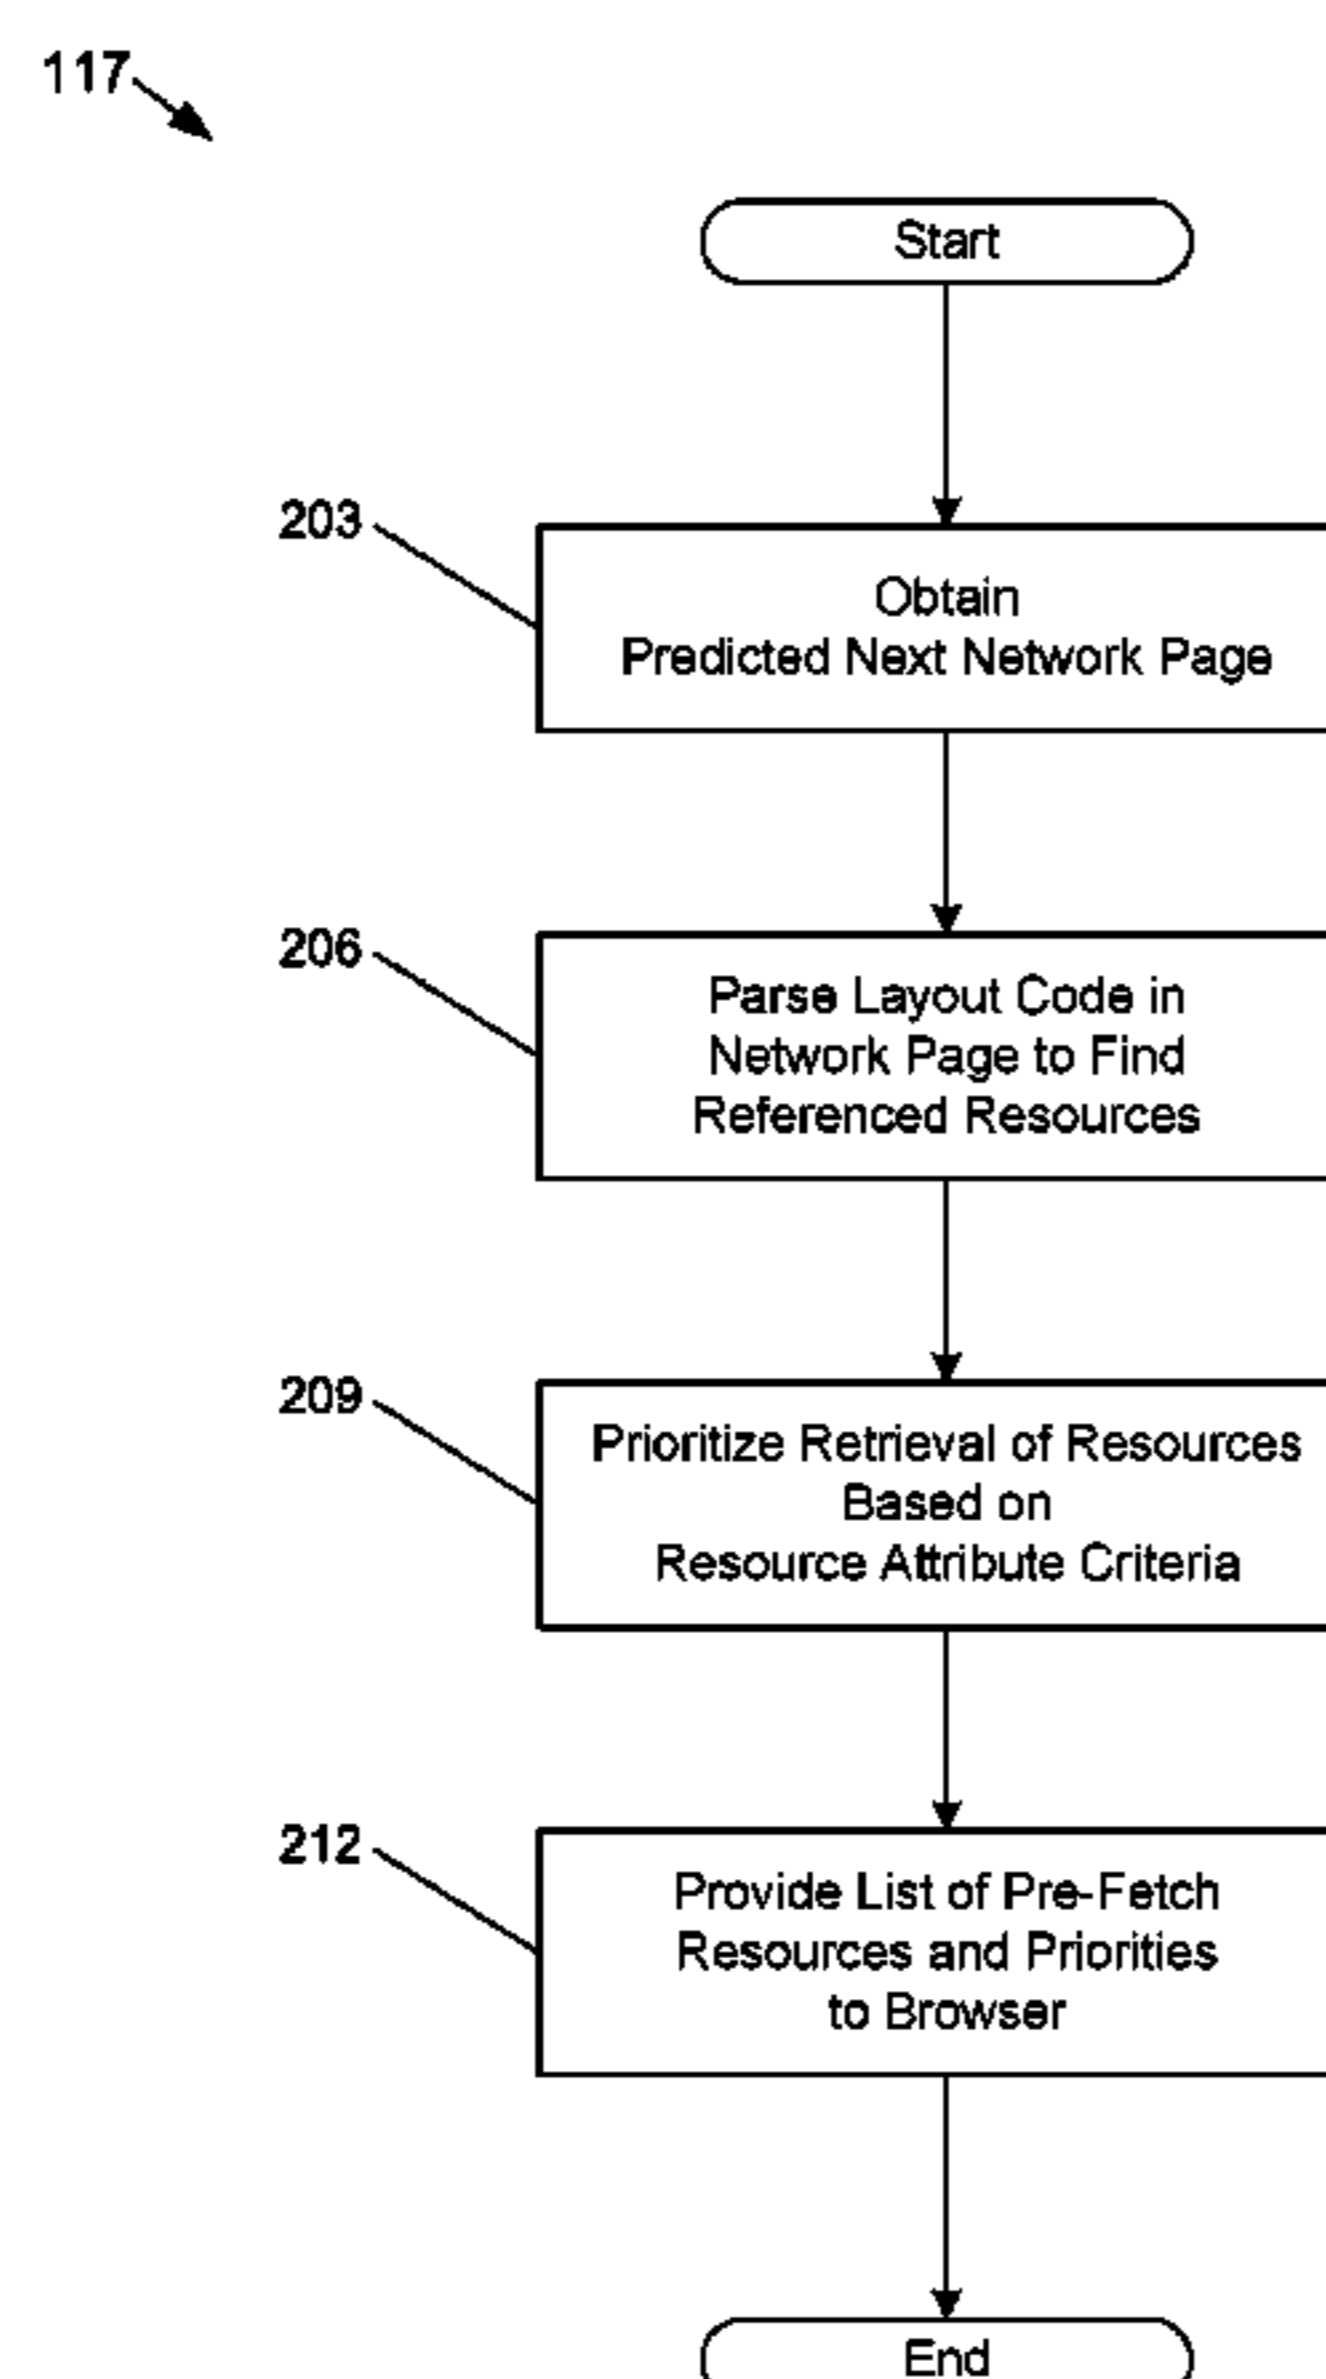 117
Start
203
Obtain
Predicted Next Network Page
206
Parse Layout Code in
Network Page to Find
Referenced Resources
209
Prioritize Retrieval of Resources
Based on
Resource Attribute Criteria
212
Provide List of Pre-Fetch
Resources and Priorities
to Browser
End